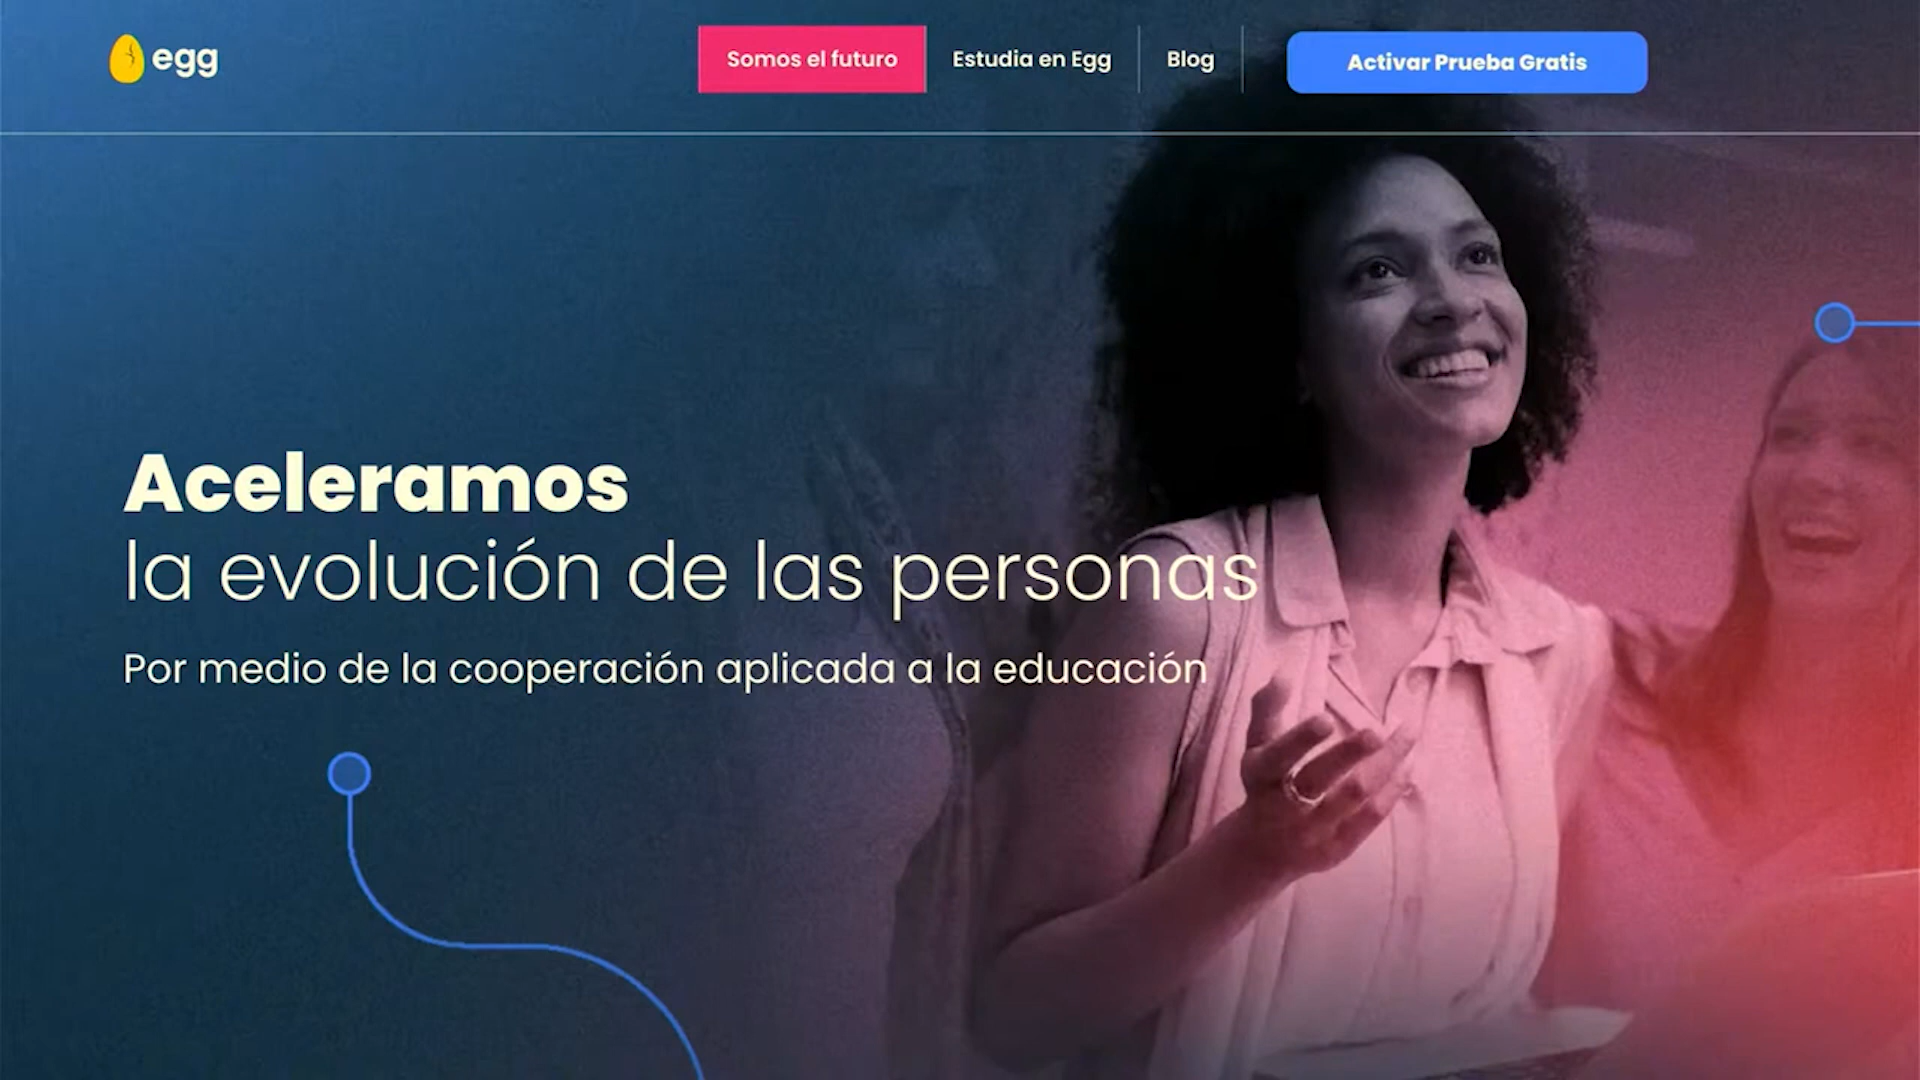 egg
Somos el futuro
Estudia en Egg
Blog
Activar Prueba Gratis
Aceleramos
la evolución de las personas
Por medio de la cooperación aplicada a la educación